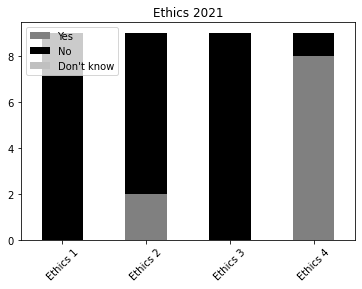 Ethics 2021
Yes
No
Don't know
8
6
4
2
0
Ethics 1
Ethics 2
Ethics 3
Ethics 4